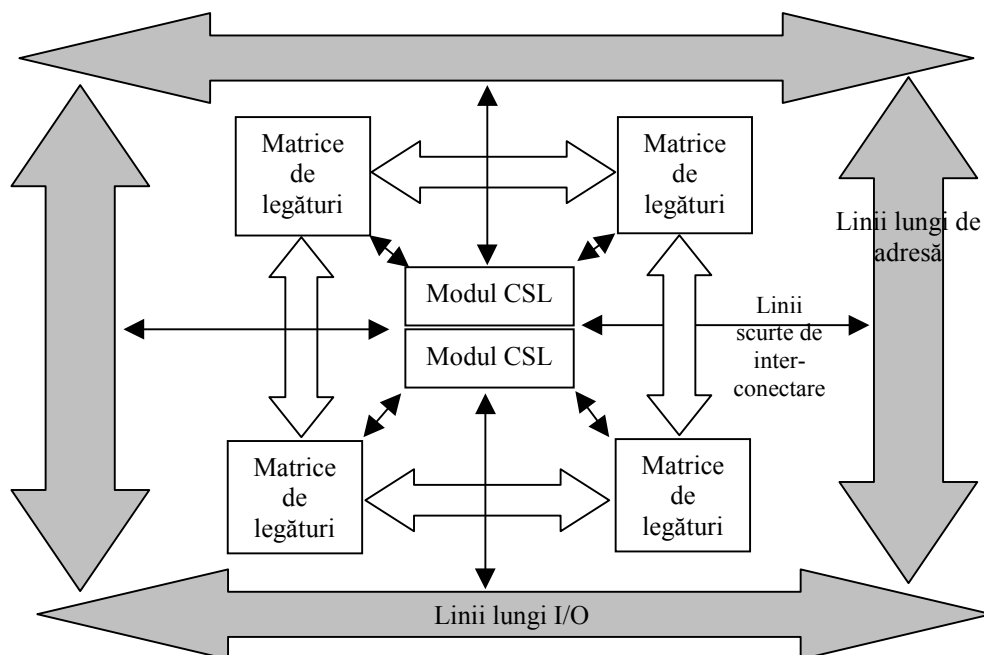 Matrice
de
legături
Matrice
de
legături
Linii lungi de
adresă
Modul CSL
Modul CSL
Linii
scurte de
inter-
conectare
Matrice
de
legături
Matrice
de
legături
Linii lungi I/O